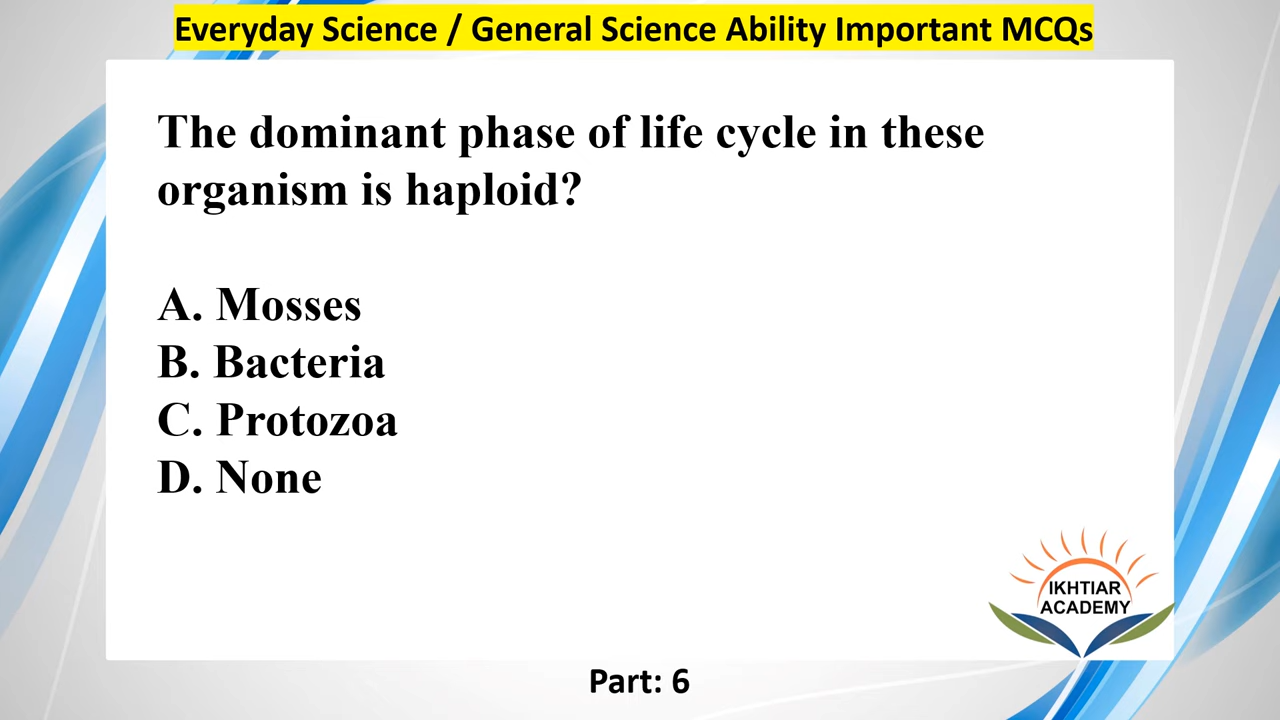 Everyday Science / General Science Ability Important MCQs
The dominant phase of life cycle in these
organism is haploid?
A. Mosses
B. Bacteria
C. Protozoa
D. None
IKHTIAR
ACADEMY
Part: 6